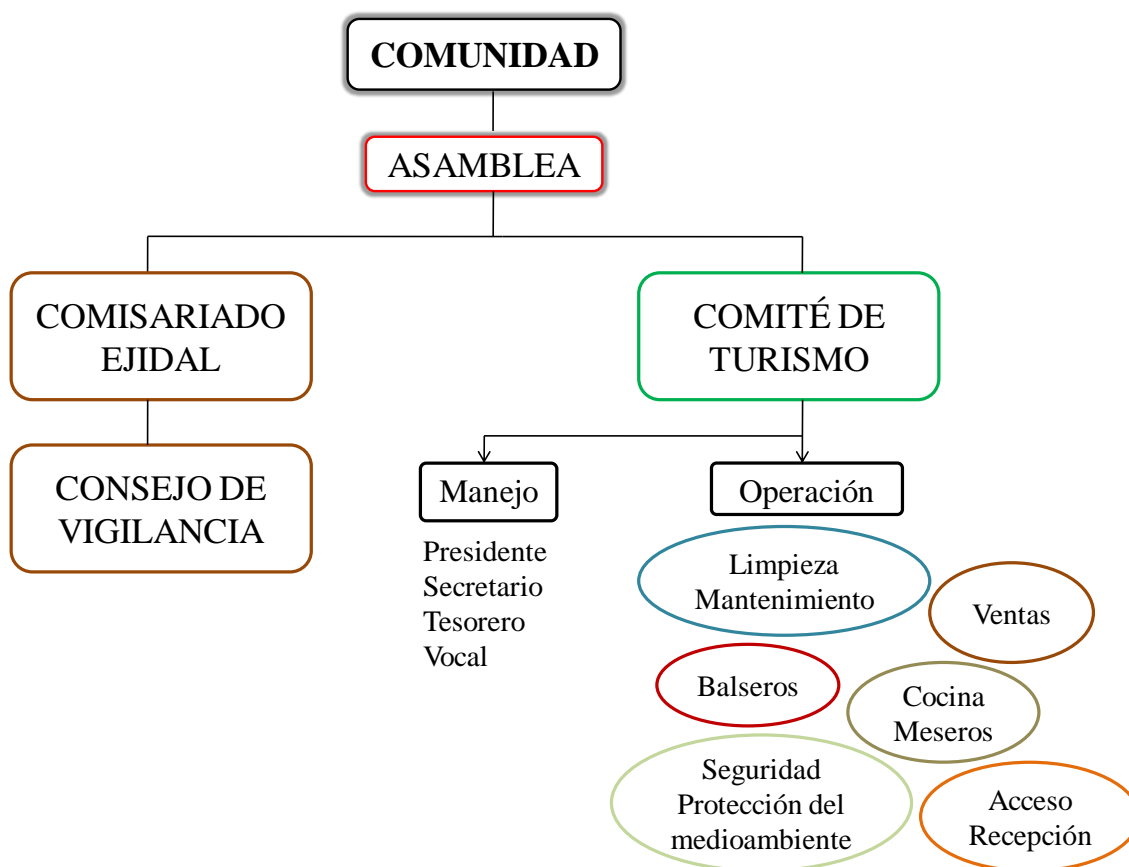 COMUNIDAD
ASAMBLEA
COMISARIADO
EJIDAL
COMITÉ DE
TURISMO
CONSEJO DE
VIGILANCIA
Manejo
Presidente
Secretario
Tesorero
Vocal
Operación
Limpieza
Mantenimiento
Ventas
Balseros
Cocina
Meseros
Seguridad
Protección del
medioambiente
Acceso
Recepción